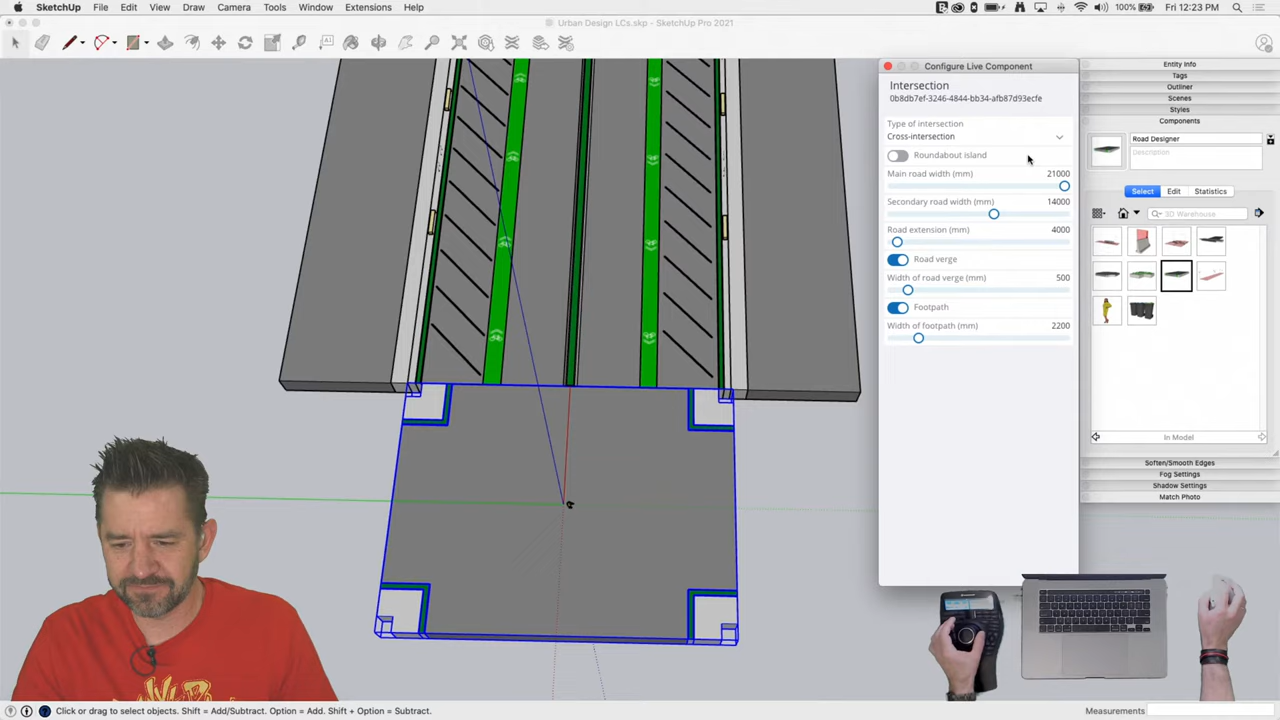 SketchUp File Edit View Draw Camera Tools Window Extensions Help
100% Fri 12:23 PM
Urban Design LCs.skp - SketchUp Pro 2021
Configure Live Component
Intersection
0b8db7ef-3246-4844-bb34-afb87d93ecfe
Type of intersection
Cross-intersection
Roundabout island
Main road width (mm) 21000
Secondary road width (mm) 14000
Road extension (mm) 4000
Road verge
Width of road verge (mm) 500
Footpath
Width of footpath (mm) 2200
Entity Info
Tags
Outliner
Scenes
Styles
Components
Road Designer
Description
Select Edit Statistics
3D Warehouse
In Model
Soften/Smooth Edges
Fog Settings
Shadow Settings
Match Photo
Click or drag to select objects. Shift = Add/Subtract. Option = Add. Shift + Option = Subtract.
Measurements